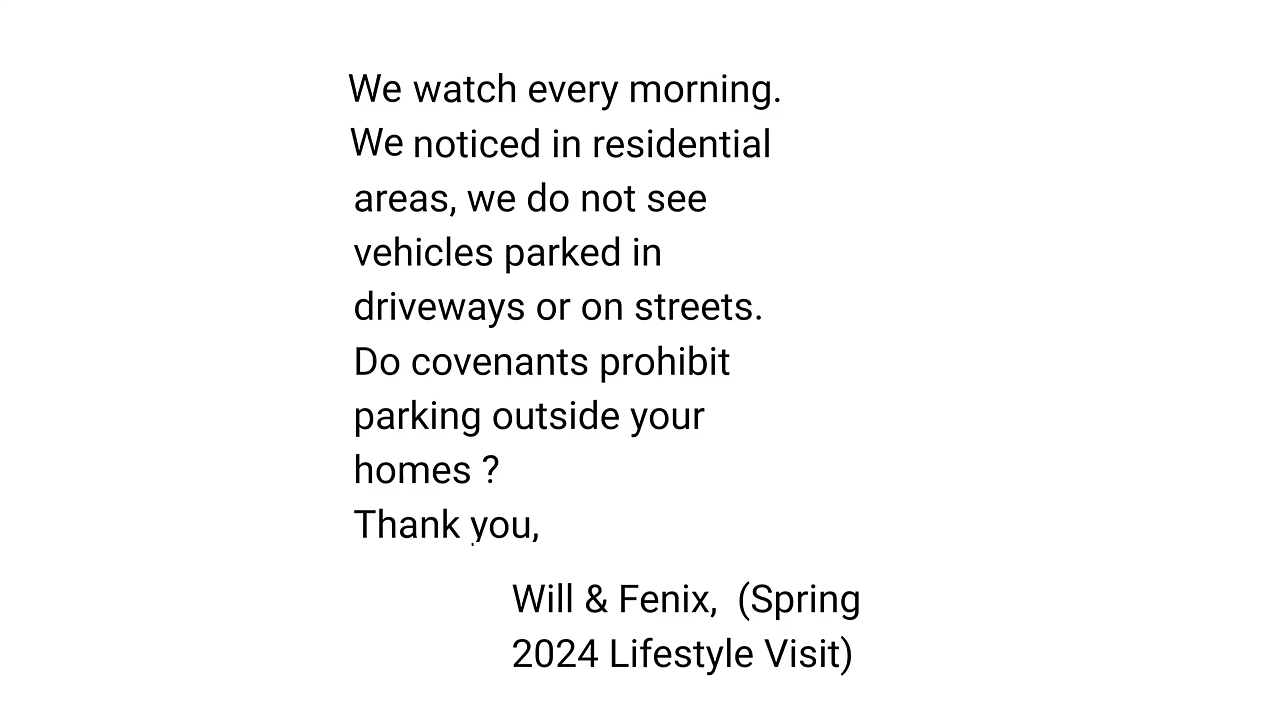 We watch every morning.
We noticed in residential
areas, we do not see
vehicles parked in
driveways or on streets.
Do covenants prohibit
parking outside your
homes ?
Thank you,
Will & Fenix,  (Spring
2024 Lifestyle Visit)